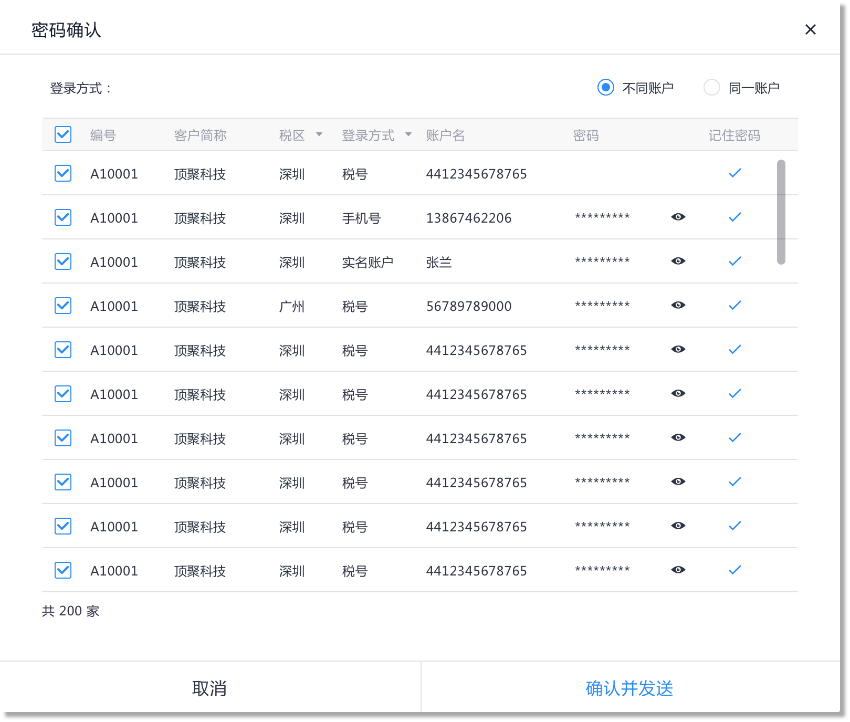 密码确认
登录方式：
不同账户 同一账户
编号 客户简称 税区 登录方式 账户名 密码 记住密码
A10001 顶聚科技 深圳 税号 4412345678765
A10001 顶聚科技 深圳 手机号 13867462206 *********
A10001 顶聚科技 深圳 实名账户 张兰 *********
A10001 顶聚科技 广州 税号 56789789000 *********
A10001 顶聚科技 深圳 税号 4412345678765 *********
A10001 顶聚科技 深圳 税号 4412345678765 *********
A10001 顶聚科技 深圳 税号 4412345678765 *********
A10001 顶聚科技 深圳 税号 4412345678765 *********
A10001 顶聚科技 深圳 税号 4412345678765 *********
A10001 顶聚科技 深圳 税号 4412345678765 *********
共 200 家
取消 确认并发送